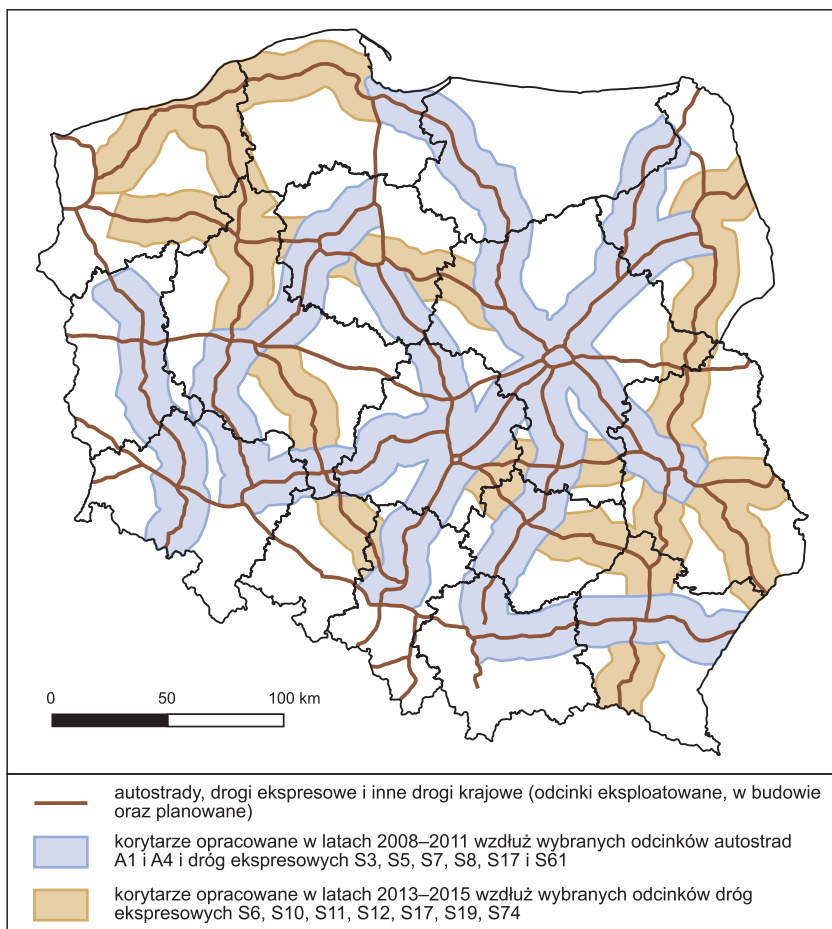 0 50 100 km
autostrady, drogi ekspresowe i inne drogi krajowe (odcinki eksploatowane, w budowie
oraz planowane)
korytarze opracowane w latach 2008–2011 wzdłuż wybranych odcinków autostrad
A1 i A4 i dróg ekspresowych S3, S5, S7, S8, S17 i S61
korytarze opracowane w latach 2013–2015 wzdłuż wybranych odcinków dróg
ekspresowych S6, S10, S11, S12, S17, S19, S74